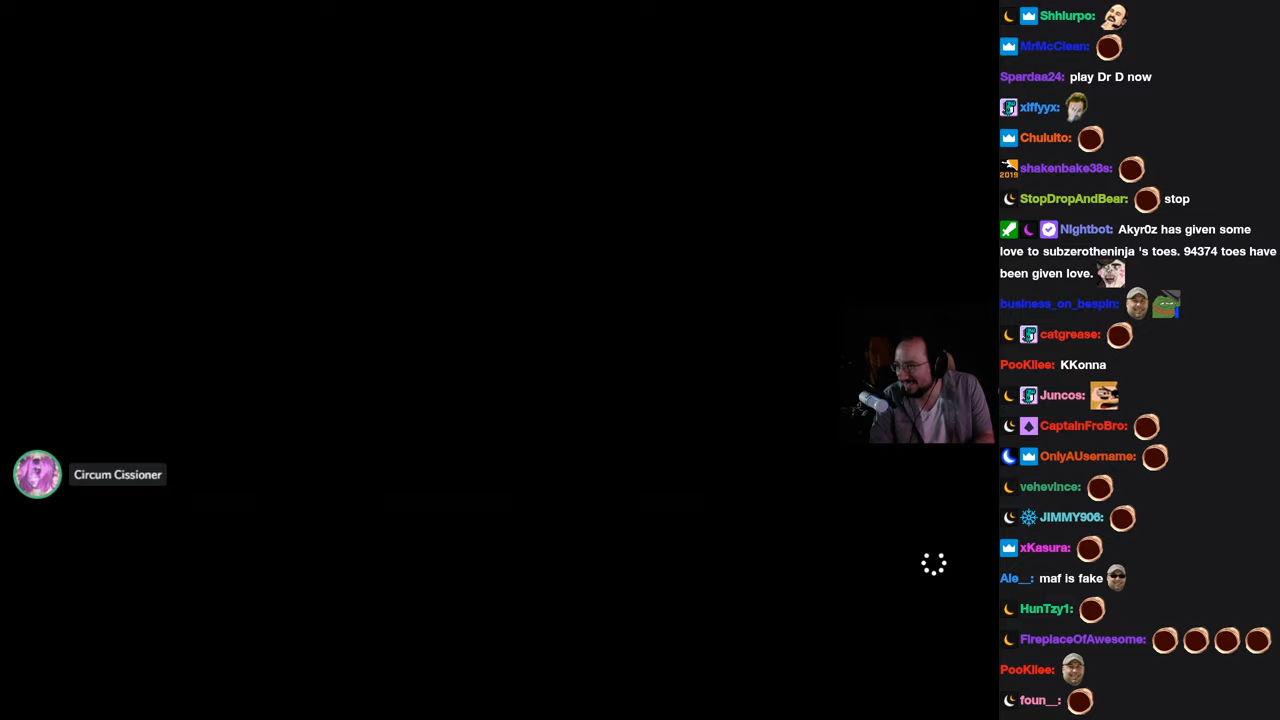 Shhlurpo:
MrMcClean:
Spardaa24: play Dr D now
xiffyyx:
Chululto:
2019 shakenbake38s:
StopDropAndBear: stop
Nightbot: Akyr0z has given some
love to subzerotheninja 's toes. 94374 toes have
been given love.
business_on_bespin:
catgrease:
PooKliee: KKonna
Juncos:
CaptainFroBro:
OnlyAUsername:
vehevince:
JIMMY906:
Circum Cissioner
xKasura:
Ale__: maf is fake
HunTzy1:
FireplaceOfAwesome:
PooKliee:
foun__: